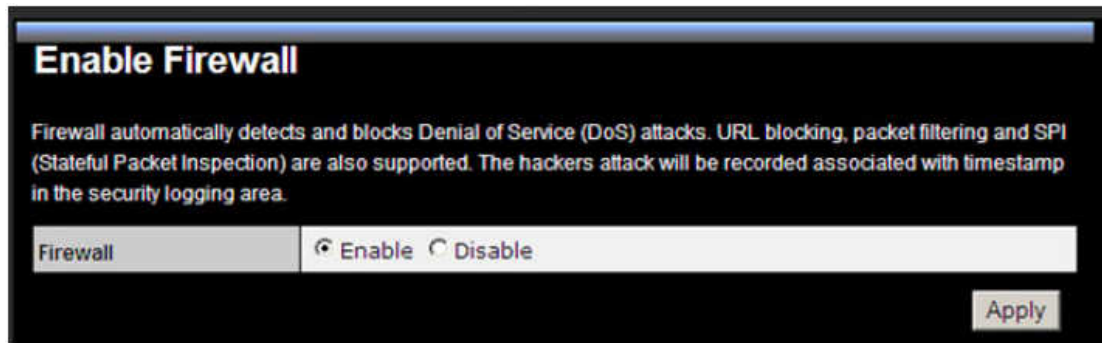 Enable Firewall
Firewall automatically detects and blocks Denial of Service (DoS) attacks. URL blocking, packet filtering and SPI
(Stateful Packet Inspection) are also supported. The hackers attack will be recorded associated with timestamp
in the security logging area.
Firewall Enable Disable
Apply